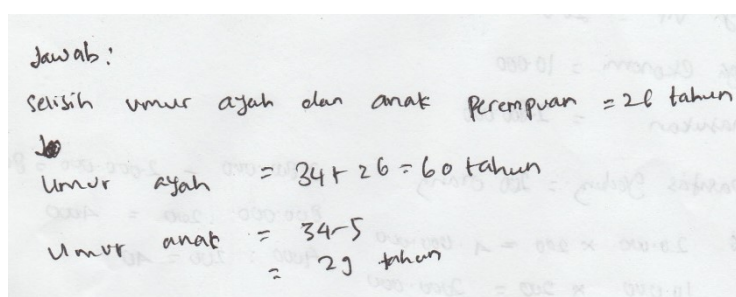 Jawab :
Selisih umur ayah dan anak Perempuan = 26 tahun
Umur ayah = 34 + 26 = 60 tahun
Umur anak = 34-5
= 29 tahun